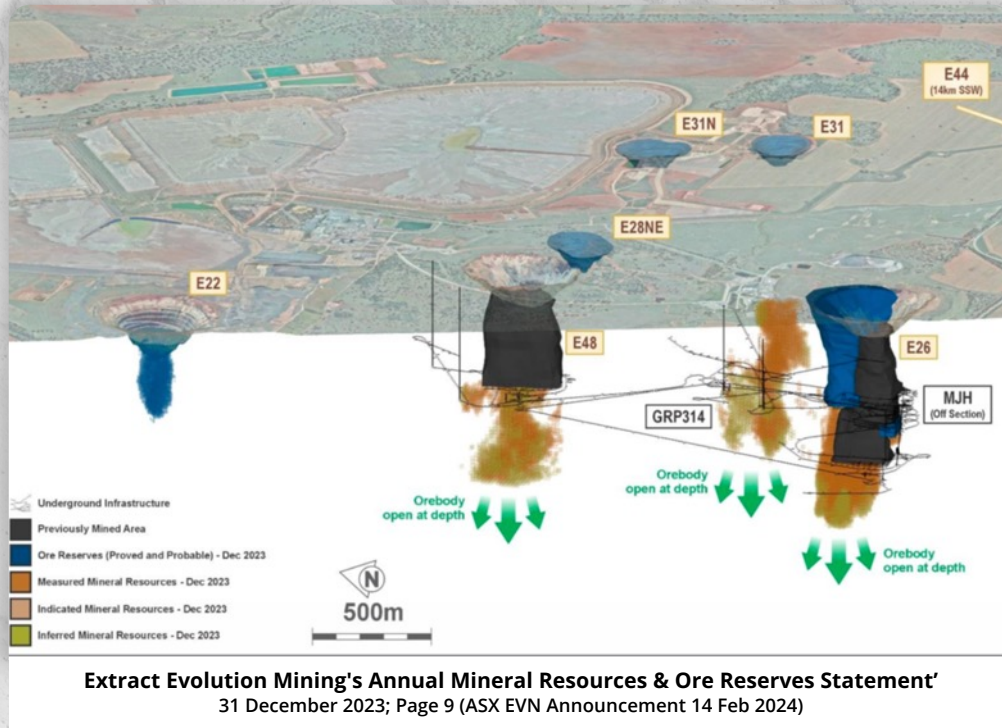 E44
(14km SSW)
E31N
E31
E28NE
E22
E48
E26
MJH
(Off Section)
GRP314
Orebody
open at depth
Orebody
open at depth
Orebody
open at depth
Underground Infrastructure
Previously Mined Area
Ore Reserves (Proved and Probable) - Dec 2023
Measured Mineral Resources - Dec 2023
Indicated Mineral Resources - Dec 2023
Inferred Mineral Resources - Dec 2023
N
500m
Extract Evolution Mining's Annual Mineral Resources & Ore Reserves Statement’
31 December 2023; Page 9 (ASX EVN Announcement 14 Feb 2024)